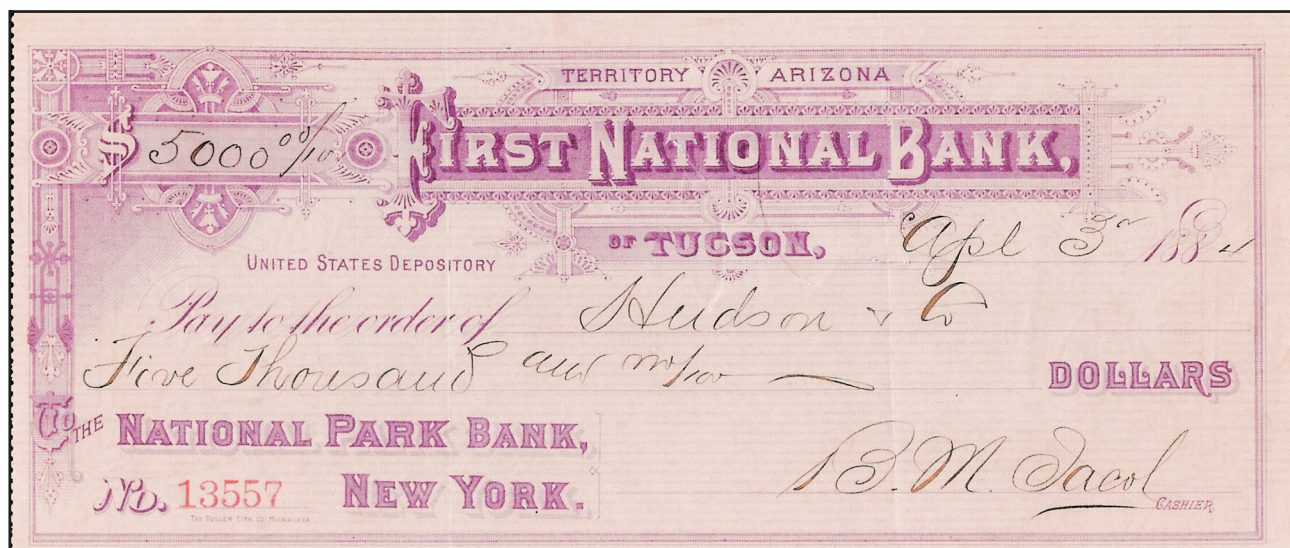 TERRITORY ARIZONA
$ 5000 00/100
FIRST NATIONAL BANK,
OF TUCSON,
Apl 3rd 1884
UNITED STATES DEPOSITORY
Pay to the order of Hudson & Co
Five Thousand and no/100 DOLLARS
To THE NATIONAL PARK BANK,
NEW YORK.
No. 13557
B. M. Jacobs
CASHIER.